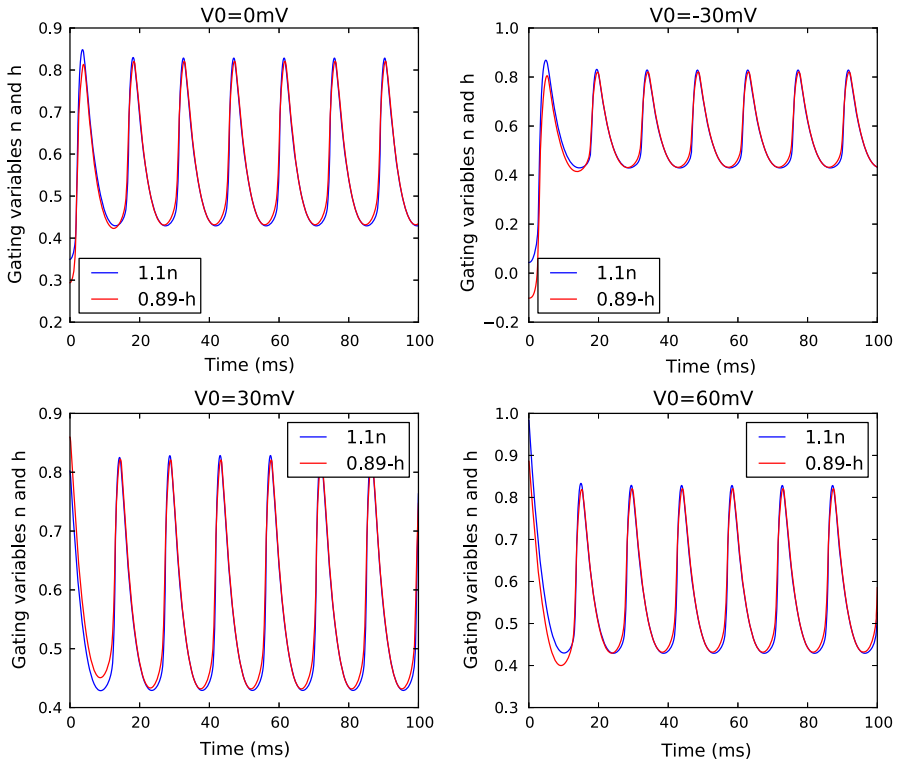 V0=0mV
Gating variables n and h
0.9
0.8
0.7
0.6
0.5
0.4
0.3
0.2
1.1n
0.89-h
0 20 40 60 80 100
Time (ms)
V0=-30mV
Gating variables n and h
1.0
0.8
0.6
0.4
0.2
0.0
−0.2
1.1n
0.89-h
0 20 40 60 80 100
Time (ms)
V0=30mV
Gating variables n and h
0.9
0.8
0.7
0.6
0.5
0.4
1.1n
0.89-h
0 20 40 60 80 100
Time (ms)
V0=60mV
Gating variables n and h
1.0
0.9
0.8
0.7
0.6
0.5
0.4
0.3
1.1n
0.89-h
0 20 40 60 80 100
Time (ms)